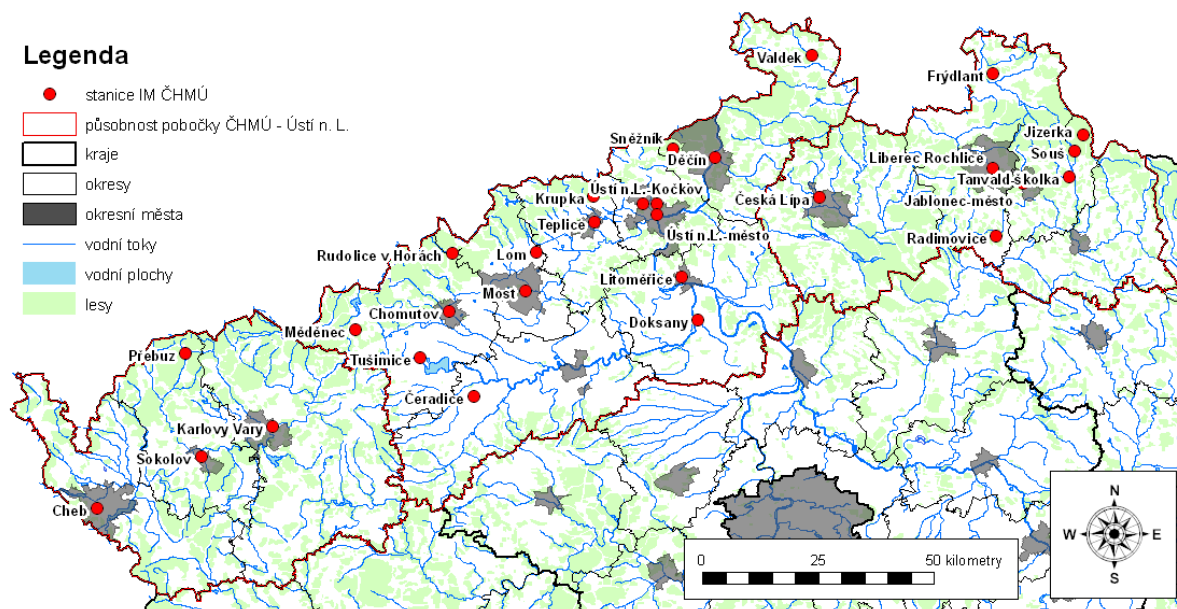 Legenda
stanice IM ČHMÚ
působnost pobočky ČHMÚ - Ústí n. L.
kraje
okresy
okresní města
vodní toky
vodní plochy
lesy
Valdek
Frýdlant
Sněžník
Děčín
Jizerka
Souš
Liberec Rochlice
Tanvald-školka
Jablonec-město
Ústí n.L.-Kočkov
Krupka
Česká Lípa
Teplice
Ústí n.L.-město
Radimovice
Rudolice v Horách
Lom
Most
Litoměřice
Chomutov
Doksany
Měděnec
Přebuz
Tušimice
Čeradice
Karlovy Vary
Sokolov
Cheb
0 25 50 kilometry
N
W E
S